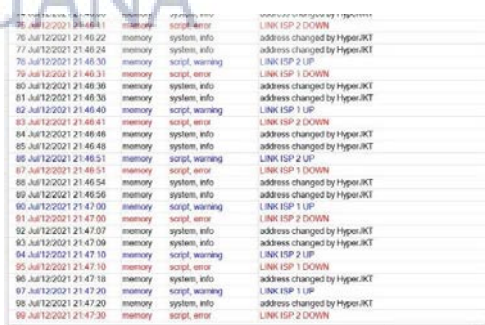 JANA
75 Jul/12/2021 21:46:1 memory script, error LINK ISP 2 DOWN
76 Jul/12/2021 21:46:22 memory system, info address changed by HyperJKT
77 Jul/12/2021 21:46:24 memory system, info address changed by HyperJKT
78 Jul/12/2021 21:46:30 memory script, warning LINK ISP 2 UP
79 Jul/12/2021 21:46:31 memory script, error LINK ISP 1 DOWN
80 Jul/12/2021 21:46:36 memory system, info address changed by HyperJKT
81 Jul/12/2021 21:46:38 memory system, info address changed by HyperJKT
82 Jul/12/2021 21:46:40 memory script, warning LINK ISP 1 UP
83 Jul/12/2021 21:46:41 memory script, error LINK ISP 2 DOWN
84 Jul/12/2021 21:46:46 memory system, info address changed by HyperJKT
85 Jul/12/2021 21:46:48 memory system, info address changed by HyperJKT
86 Jul/12/2021 21:46:51 memory script, warning LINK ISP 2 UP
87 Jul/12/2021 21:46:51 memory script, error LINK ISP 1 DOWN
88 Jul/12/2021 21:46:54 memory system, info address changed by HyperJKT
89 Jul/12/2021 21:46:56 memory system, info address changed by HyperJKT
90 Jul/12/2021 21:47:00 memory script, warning LINK ISP 1 UP
91 Jul/12/2021 21:47:00 memory script, error LINK ISP 2 DOWN
92 Jul/12/2021 21:47:07 memory system, info address changed by HyperJKT
93 Jul/12/2021 21:47:09 memory system, info address changed by HyperJKT
94 Jul/12/2021 21:47:10 memory script, warning LINK ISP 2 UP
95 Jul/12/2021 21:47:10 memory script, error LINK ISP 1 DOWN
96 Jul/12/2021 21:47:18 memory system, info address changed by HyperJKT
97 Jul/12/2021 21:47:20 memory script, warning LINK ISP 1 UP
98 Jul/12/2021 21:47:20 memory system, info address changed by HyperJKT
99 Jul/12/2021 21:47:30 memory script, error LINK ISP 2 DOWN